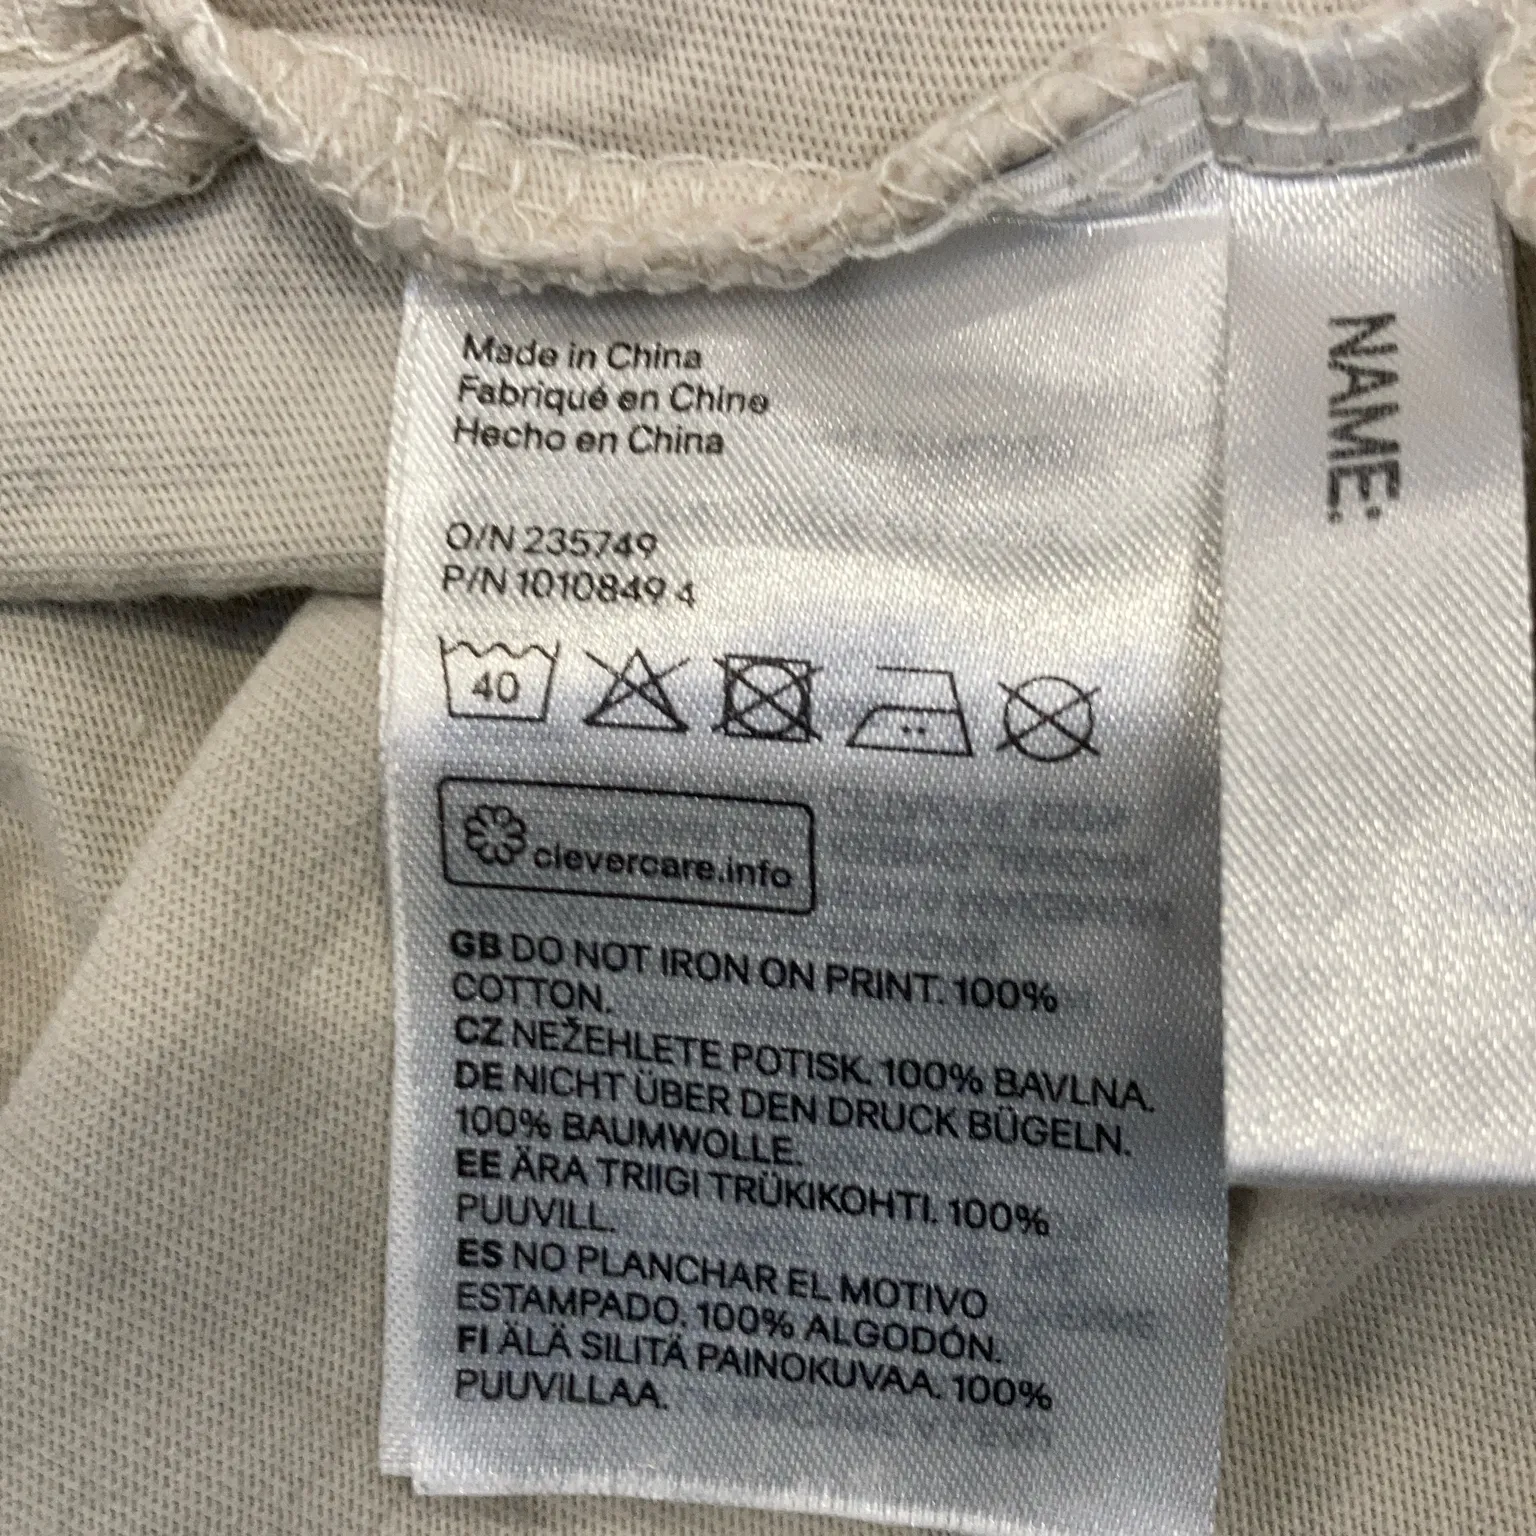 Made in China
Fabriqué en Chine
Hecho en China
O/N 235749
P/N 1010849 4
40
clevercare.info
GB DO NOT IRON ON PRINT. 100%
COTTON.
CZ NEŽEHLETE POTISK. 100% BAVLNA.
DE NICHT ÜBER DEN DRUCK BÜGELN.
100% BAUMWOLLE.
EE ÄRA TRIIGI TRÜKIKOHTI. 100%
PUUVILL.
ES NO PLANCHAR EL MOTIVO
ESTAMPADO. 100% ALGODÓN.
FI ÄLÄ SILITÄ PAINOKUVAA. 100%
PUUVILLAA.
NAME: